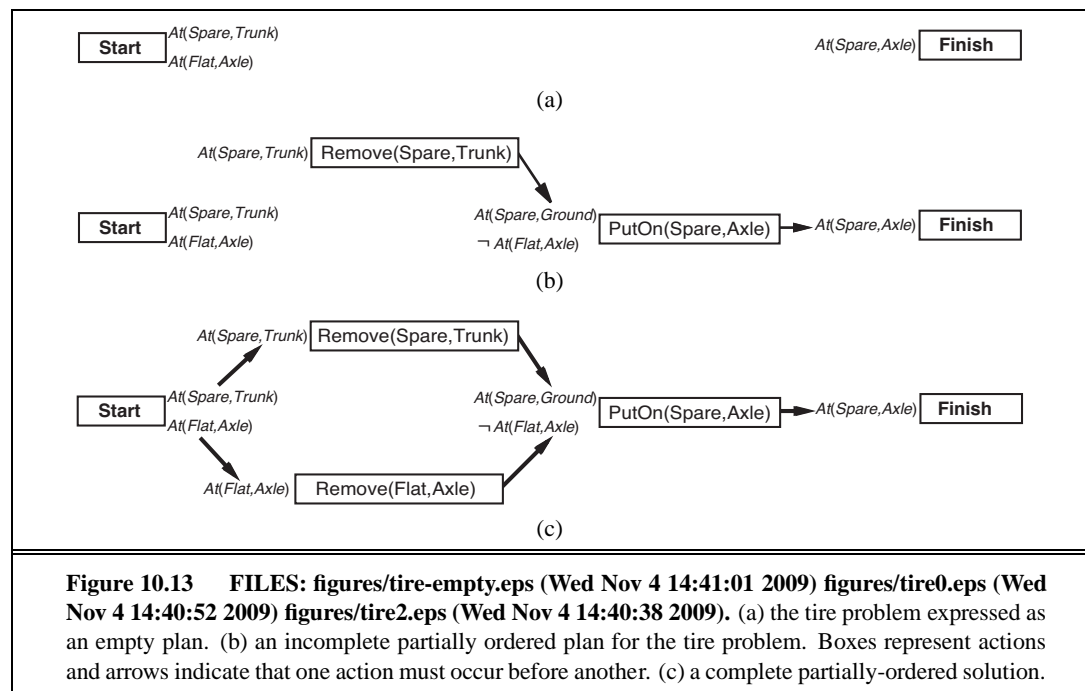 At(Spare,Trunk)
Start
At(Flat,Axle)
At(Spare,Axle) Finish
(a)
At(Spare,Trunk) Remove(Spare,Trunk)
At(Spare,Trunk)
Start
At(Flat,Axle)
At(Spare,Ground)
¬ At(Flat,Axle)
PutOn(Spare,Axle)
At(Spare,Axle) Finish
(b)
At(Spare,Trunk) Remove(Spare,Trunk)
At(Spare,Trunk)
Start
At(Flat,Axle)
At(Spare,Ground)
¬ At(Flat,Axle)
PutOn(Spare,Axle)
At(Spare,Axle) Finish
At(Flat,Axle) Remove(Flat,Axle)
(c)
Figure 10.13 FILES: figures/tire-empty.eps (Wed Nov 4 14:41:01 2009) figures/tire0.eps (Wed
Nov 4 14:40:52 2009) figures/tire2.eps (Wed Nov 4 14:40:38 2009). (a) the tire problem expressed as
an empty plan. (b) an incomplete partially ordered plan for the tire problem. Boxes represent actions
and arrows indicate that one action must occur before another. (c) a complete partially-ordered solution.